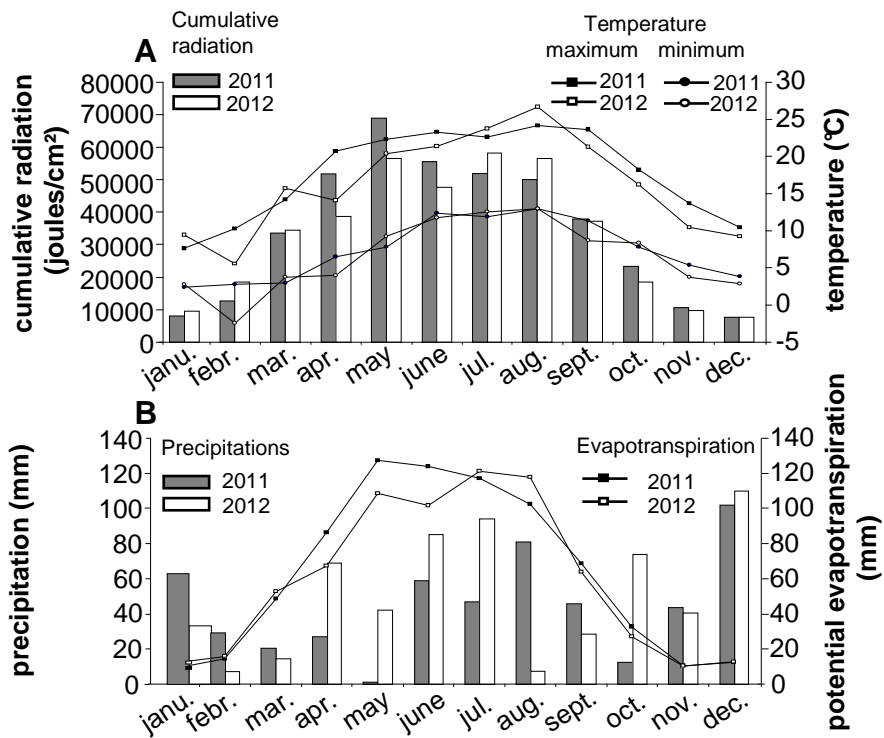 A
Cumulative
radiation
2011
2012
Temperature
maximum minimum
2011 2011
2012 2012
cumulative radiation
(joules/cm²)
80000
70000
60000
50000
40000
30000
20000
10000
0
temperature (°C)
30
25
20
15
10
5
0
-5
janu. febr. mar. apr. may june jul. aug. sept. oct. nov. dec.
B
Precipitations
2011
2012
Evapotranspiration
2011
2012
precipitation (mm)
140
120
100
80
60
40
20
0
potential evapotranspiration
(mm)
140
120
100
80
60
40
20
0
janu. febr. mar. apr. may june jul. aug. sept. oct. nov. dec.